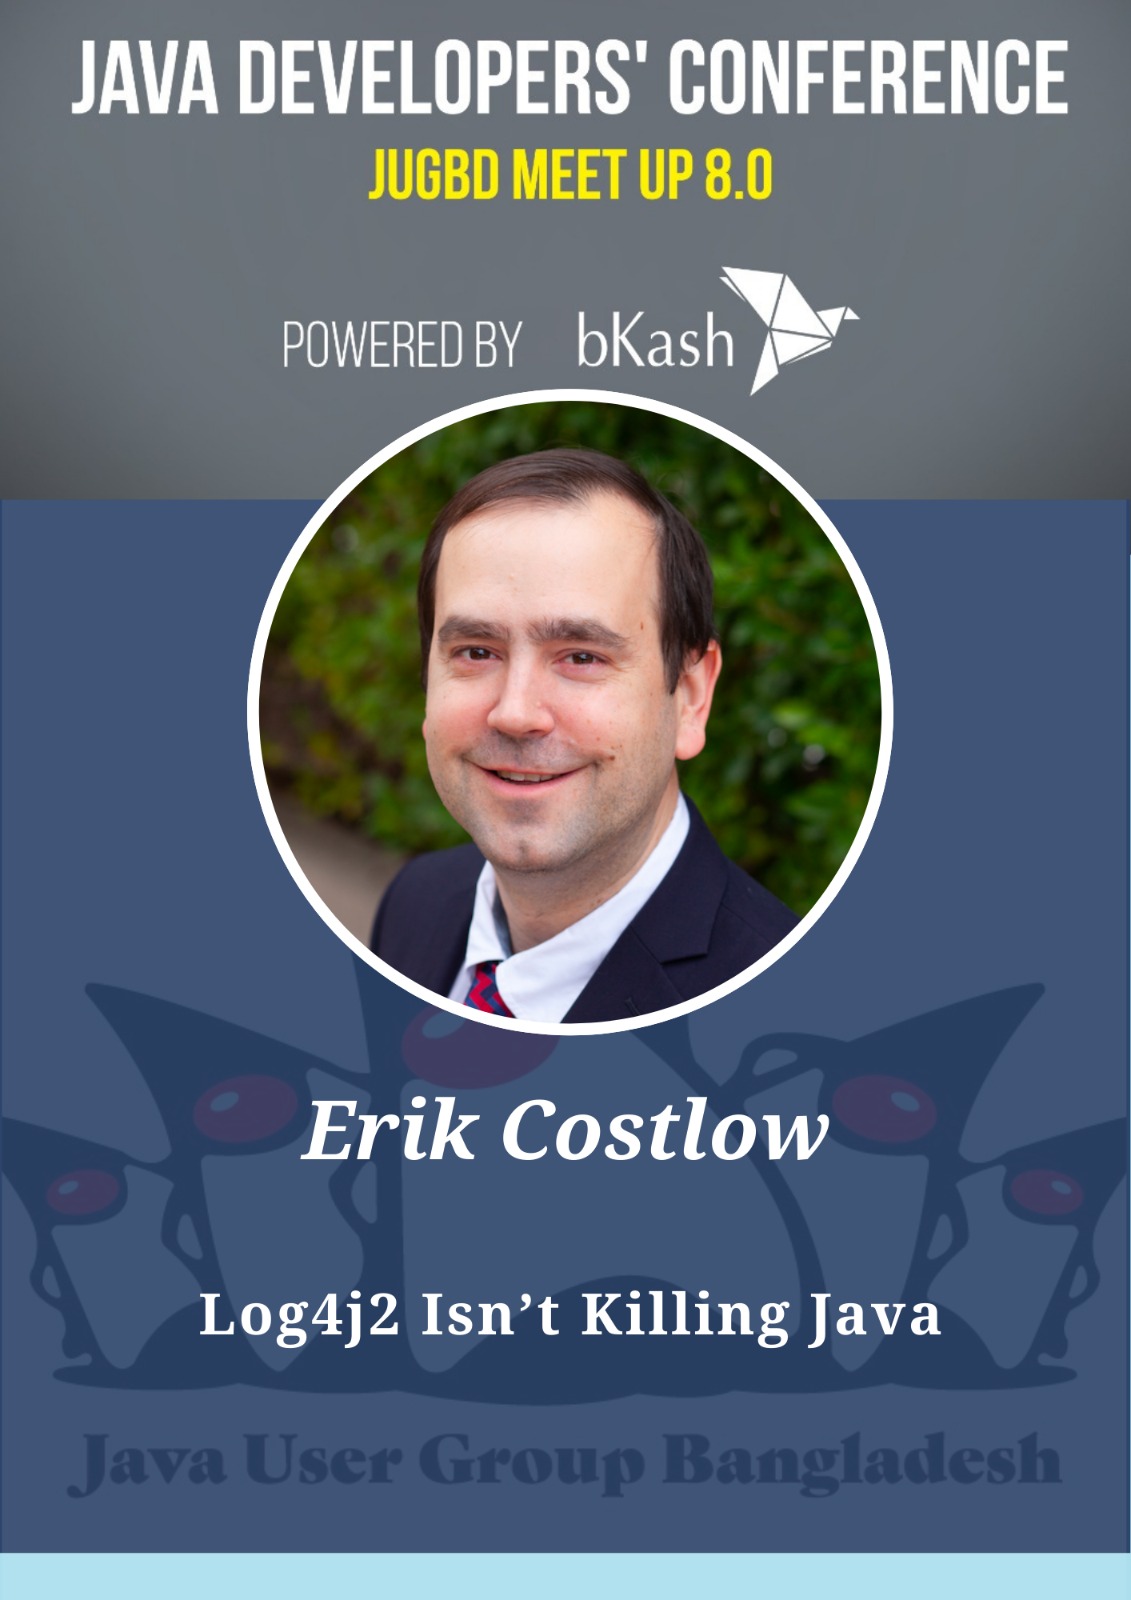 JAVA DEVELOPERS' CONFERENCE
JUGBD MEET UP 8.0
POWERED BY bKash
Erik Costlow
Log4j2 Isn’t Killing Java
Java User Group Bangladesh